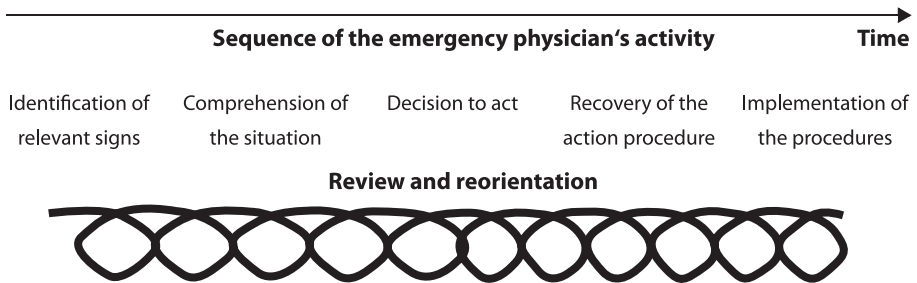 Sequence of the emergency physician‘s activity Time
Identification of Comprehension of Decision to act Recovery of the Implementation of
relevant signs the situation action procedure the procedures
Review and reorientation